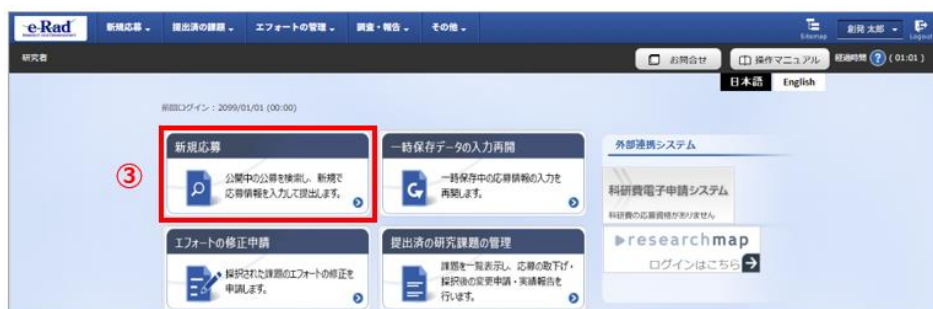 e-Rad 新規応募 提出済の課題 エフォートの管理 調査・報告 その他 Sitemap 創発 太郎 Logout
研究者 お問合せ 操作マニュアル 経過時間 ? ( 01:01 )
日本語 English
前回ログイン：2099/01/01 (00:00)
新規応募 一時保存データの入力再開 外部連携システム
③
公開中の公募を検索し、新規で
応募情報を入力して提出します。
一時保存中の応募情報の入力を
再開します。
科研費電子申請システム
科研費の応募資格がありません
エフォートの修正申請 提出済の研究課題の管理
researchmap
ログインはこちら
採択された課題のエフォートの修正を
申請します。
課題を一覧表示し、応募の取下げ・
採択後の変更申請・実績報告を
行います。